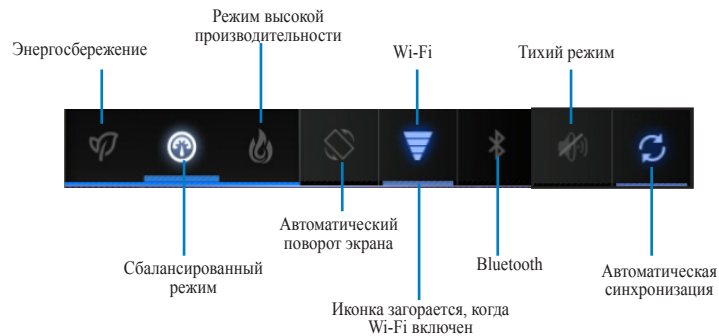 Режим высокой
производительности
Энергосбережение
Wi-Fi
Тихий режим
Автоматический
поворот экрана
Сбалансированный
режим
Bluetooth
Автоматическая
синхронизация
Иконка загорается, когда
Wi-Fi включен